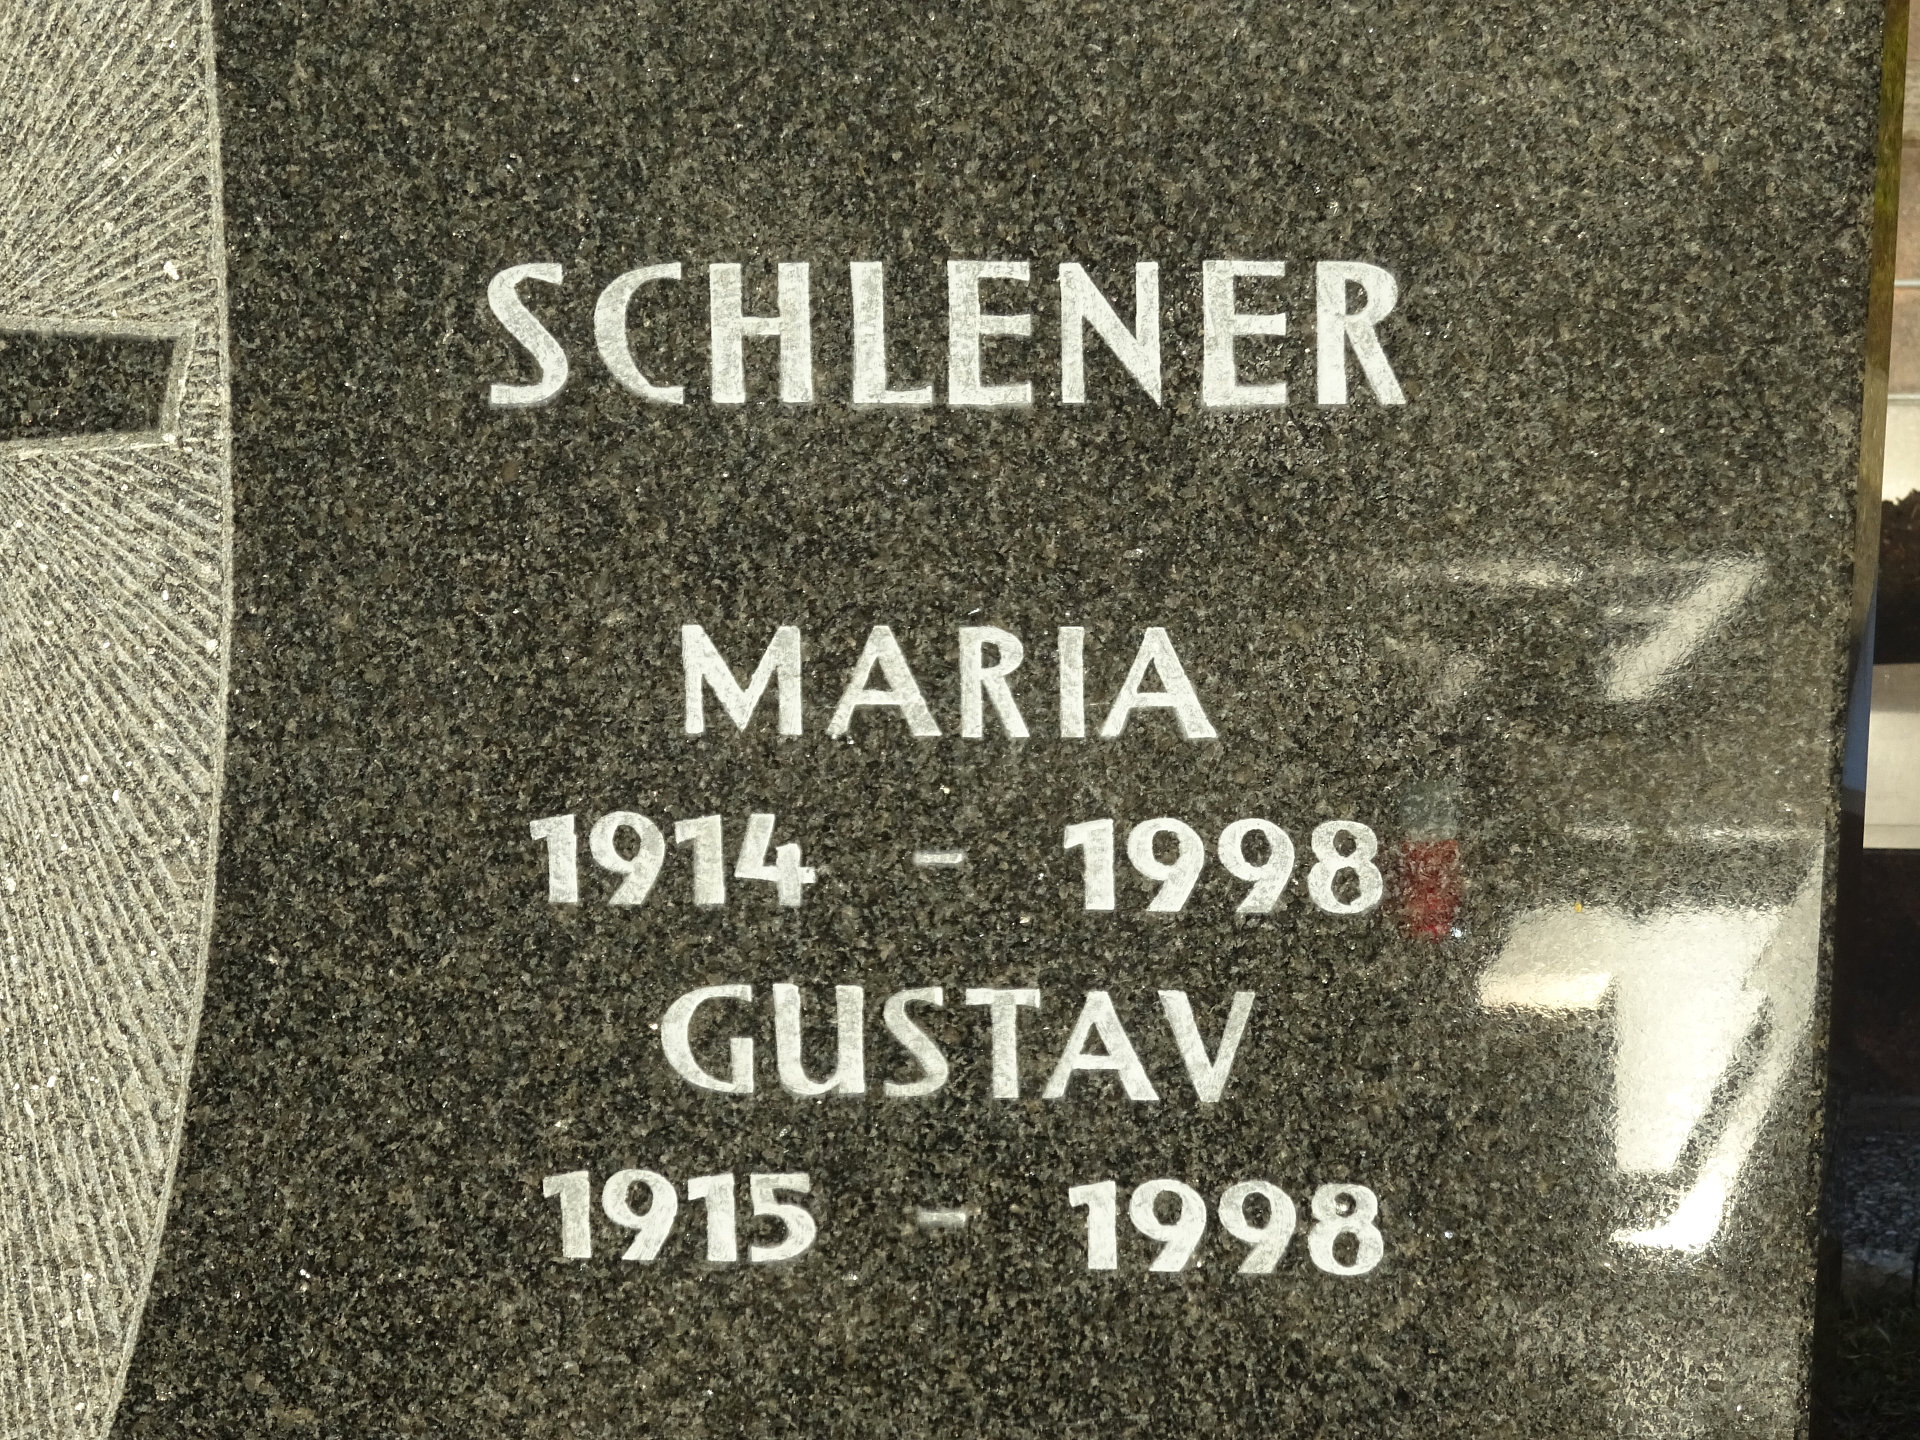 SCHLENER
MARIA
1914 - 1998
GUSTAV
1915 - 1998